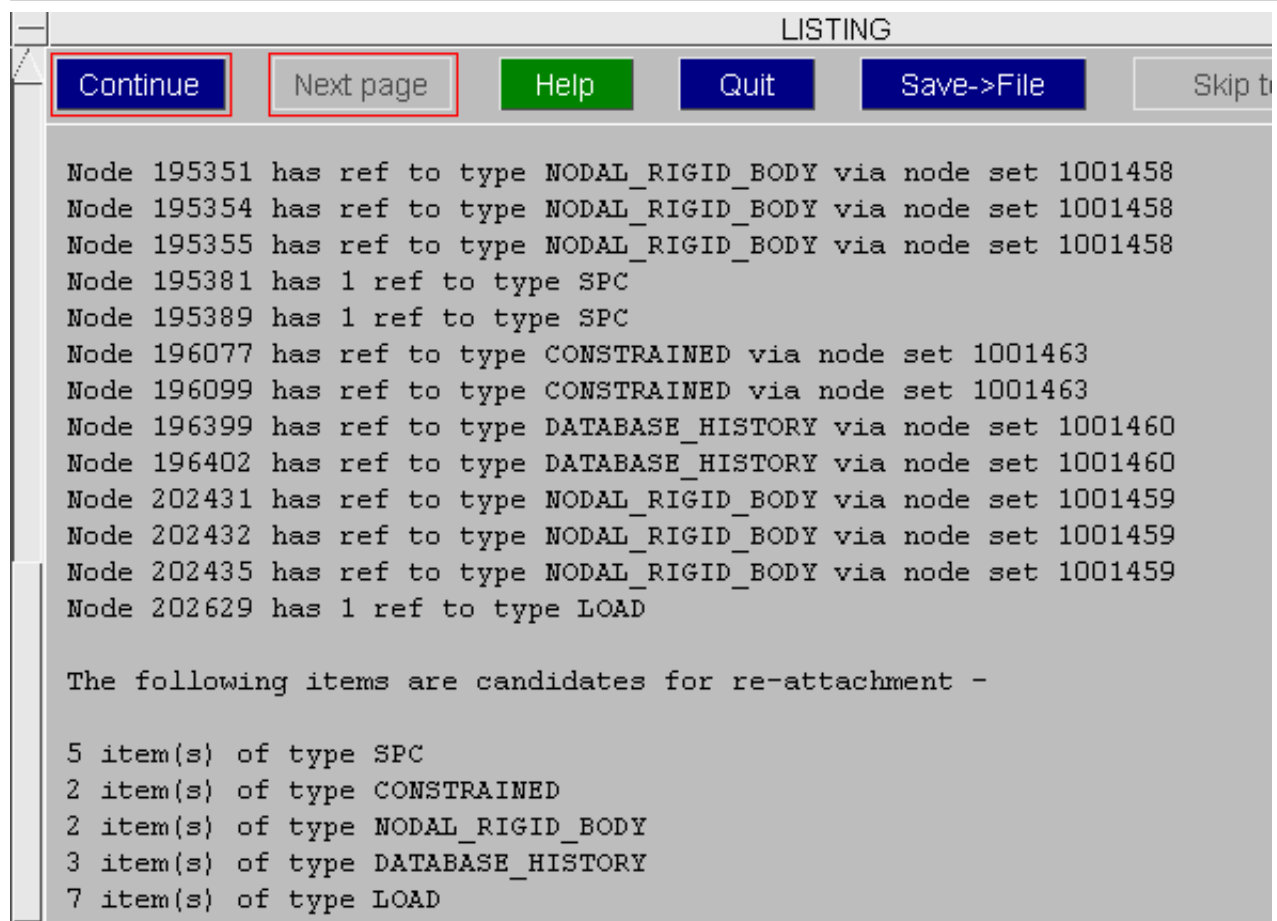 LISTING
Continue Next page Help Quit Save->File Skip
Node 195351 has ref to type NODAL_RIGID_BODY via node set 1001458
Node 195354 has ref to type NODAL_RIGID_BODY via node set 1001458
Node 195355 has ref to type NODAL_RIGID_BODY via node set 1001458
Node 195381 has 1 ref to type SPC
Node 195389 has 1 ref to type SPC
Node 196077 has ref to type CONSTRAINED via node set 1001463
Node 196099 has ref to type CONSTRAINED via node set 1001463
Node 196399 has ref to type DATABASE_HISTORY via node set 1001460
Node 196402 has ref to type DATABASE_HISTORY via node set 1001460
Node 202431 has ref to type NODAL_RIGID_BODY via node set 1001459
Node 202432 has ref to type NODAL_RIGID_BODY via node set 1001459
Node 202435 has ref to type NODAL_RIGID_BODY via node set 1001459
Node 202629 has 1 ref to type LOAD
The following items are candidates for re-attachment -
5 item(s) of type SPC
2 item(s) of type CONSTRAINED
2 item(s) of type NODAL_RIGID_BODY
3 item(s) of type DATABASE_HISTORY
7 item(s) of type LOAD